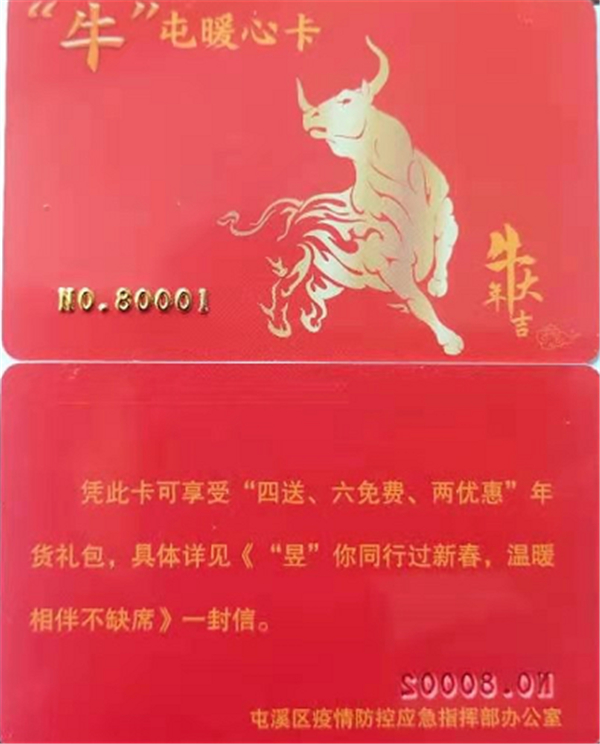 “牛”屯暖心卡
牛年大吉
NO.80001
凭此卡可享受“四送、六免费、两优惠”年
货礼包，具体详见《“昱”你同行过新春，温暖
相伴不缺席》一封信。
NO.80002
屯溪区疫情防控应急指挥部办公室